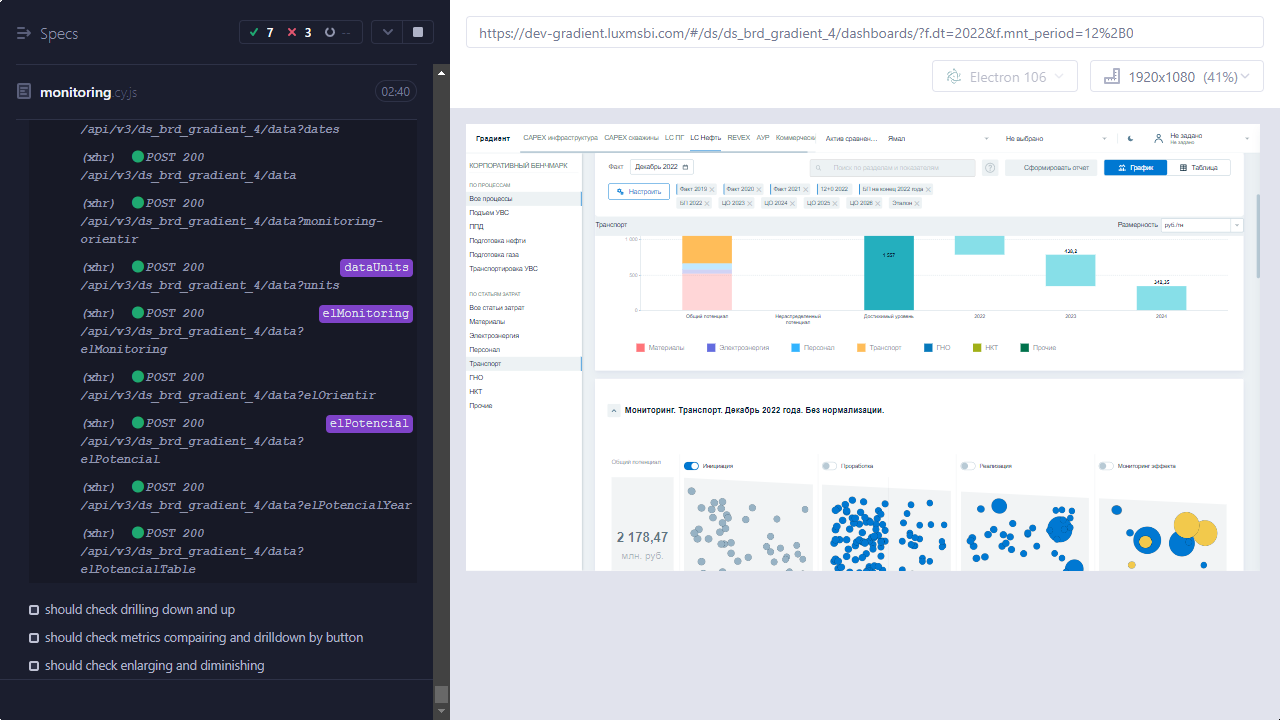 Specs
7
3
--
monitoring.cy.js
02:40
/api/v3/ds_brd_gradient_4/data?dates
(xhr) POST 200
/api/v3/ds_brd_gradient_4/data
(xhr) POST 200
/api/v3/ds_brd_gradient_4/data?monitoring-
orientir
(xhr) POST 200 dataUnits
/api/v3/ds_brd_gradient_4/data?units
(xhr) POST 200 elMonitoring
/api/v3/ds_brd_gradient_4/data?
elMonitoring
(xhr) POST 200
/api/v3/ds_brd_gradient_4/data?elOrientir
(xhr) POST 200 elPotencial
/api/v3/ds_brd_gradient_4/data?
elPotencial
(xhr) POST 200
/api/v3/ds_brd_gradient_4/data?elPotencialYear
(xhr) POST 200
/api/v3/ds_brd_gradient_4/data?
elPotencialTable
should check drilling down and up
should check metrics compairing and drilldown by button
should check enlarging and diminishing
https://dev-gradient.luxmsbi.com/#/ds/ds_brd_gradient_4/dashboards/?f.dt=2022&f.mnt_period=12%2B0
Electron 106
1920x1080 (41%)
Градиент
CAPEX инфраструктура CAPEX скважины LC ПГ LC Нефть REVEX АУР Коммерческ
Актив сравнен...
Ямал
Не выбрано
Не задано
Не задано
КОРПОРАТИВНЫЙ БЕНЧМАРК
ПО ПРОЦЕССАМ
Все процессы
Подъем УВС
ППД
Подготовка нефти
Подготовка газа
Транспортировка УВС
ПО СТАТЬЯМ ЗАТРАТ
Все статьи затрат
Материалы
Электроэнергия
Персонал
Транспорт
ГНО
НКТ
Прочие
Факт Декабрь 2022
Поиск по разделам и показателям
Сформировать отчет
График
Таблица
Настроить
Факт 2019 Факт 2020 Факт 2021 12+0 2022 БП на конец 2022 года
БП 2022 ЦО 2023 ЦО 2024 ЦО 2025 ЦО 2026 Эталон
Транспорт
Размерность руб./тн
1 000
500
0
1 557
342,25
Общий потенциал
Нераспределенный
потенциал
Достижимый уровень
2022
2023
2024
Материалы Электроэнергия Персонал Транспорт ГНО НКТ Прочие
Мониторинг. Транспорт. Декабрь 2022 года. Без нормализации.
Общий потенциал
Инициация
Проработка
Реализация
Мониторинг эффекта
2 178,47
млн. руб.